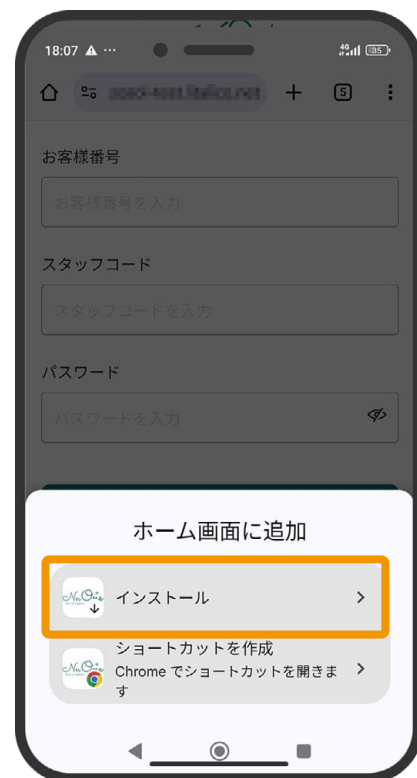 18:07
4G
35
5
お客様番号
お客様番号を入力
スタッフコード
スタッフコードを入力
パスワード
パスワードを入力
ホーム画面に追加
インストール
ショートカットを作成
Chrome でショートカットを開きま
す